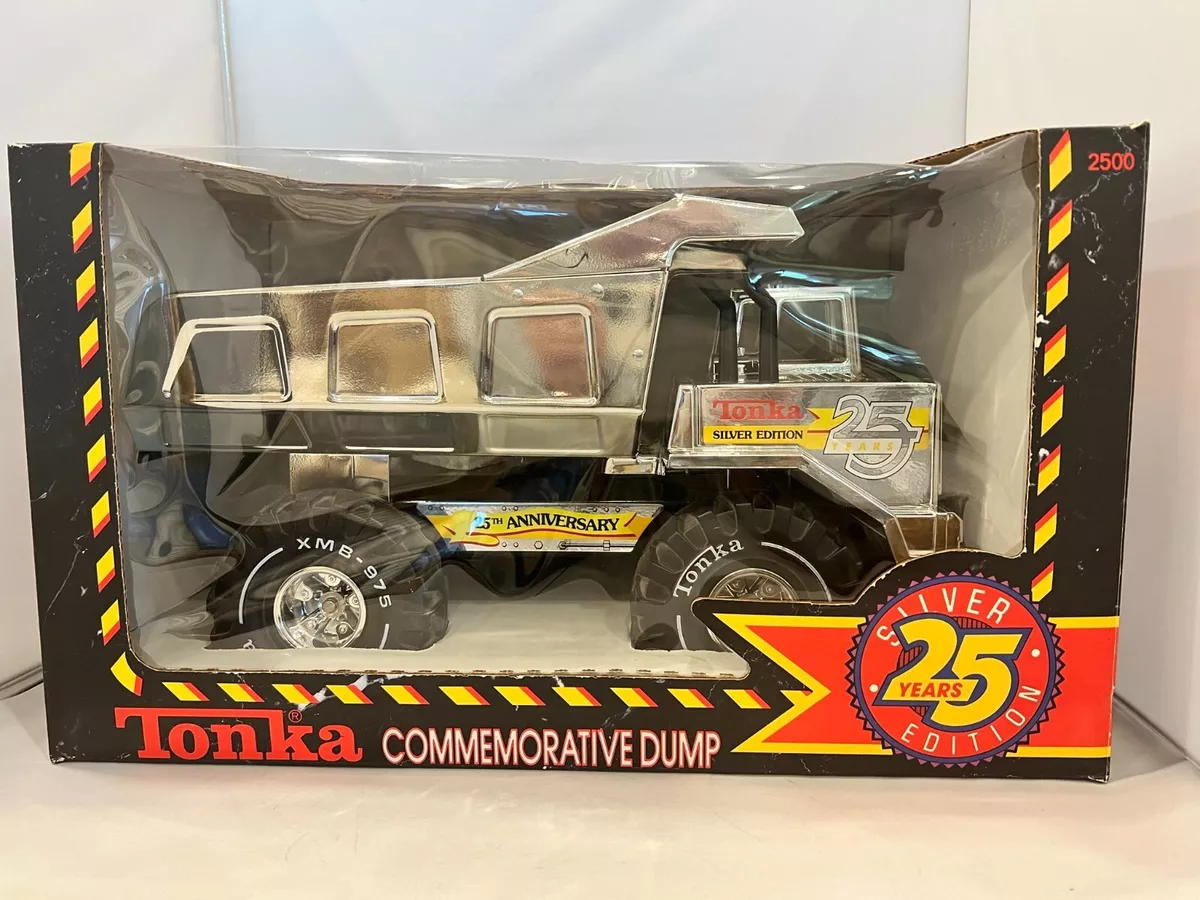 2500
Tonka
SILVER EDITION
25
YEARS
25TH ANNIVERSARY
XMB-975
Tonka
SILVER
25
YEARS
EDITION
Tonka®
COMMEMORATIVE DUMP